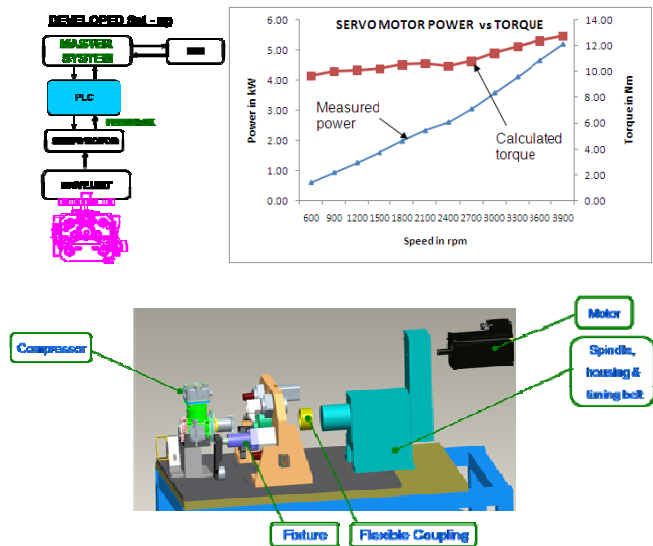 DEVELOPED Set - up
MASTER
SYSTEM
PLC
SERVO MOTOR POWER vs TORQUE
Power in kW
6.00
5.00
4.00
3.00
2.00
1.00
0.00
Measured
power
Calculated
torque
14.00
12.00
10.00
8.00
6.00
4.00
2.00
0.00
Torque in Nm
600 900 1200 1500 1800 2100 2400 2700 3000 3300 3600 3900
Speed in rpm
Compressor
Motor
Spindle,
housing &
timing belt
Fixture
Flexible Coupling